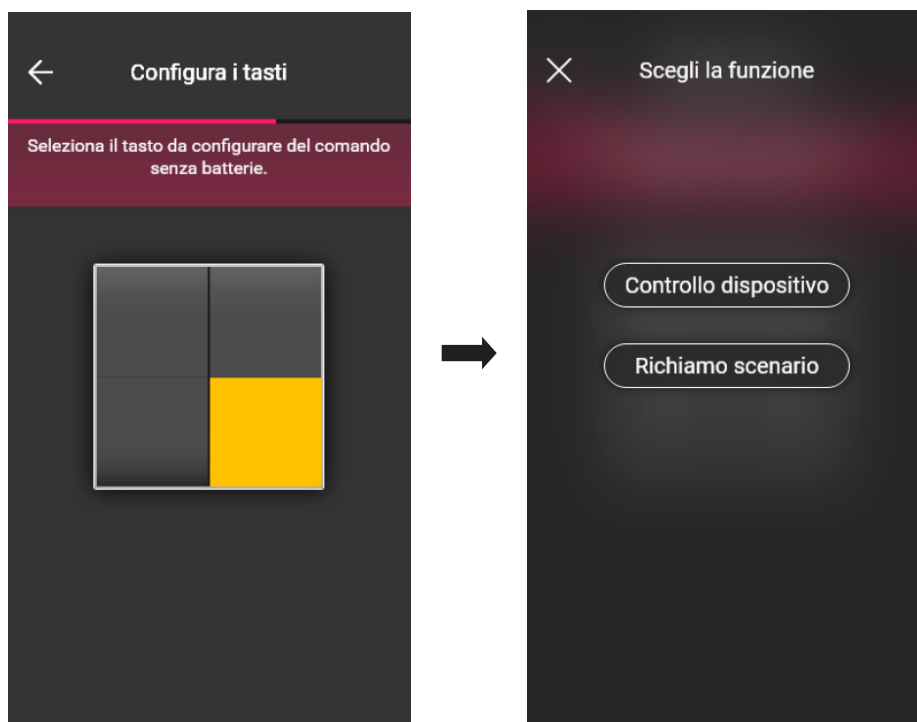 Configura i tasti
Seleziona il tasto da configurare del comando
senza batterie.
Scegli la funzione
Controllo dispositivo
Richiamo scenario